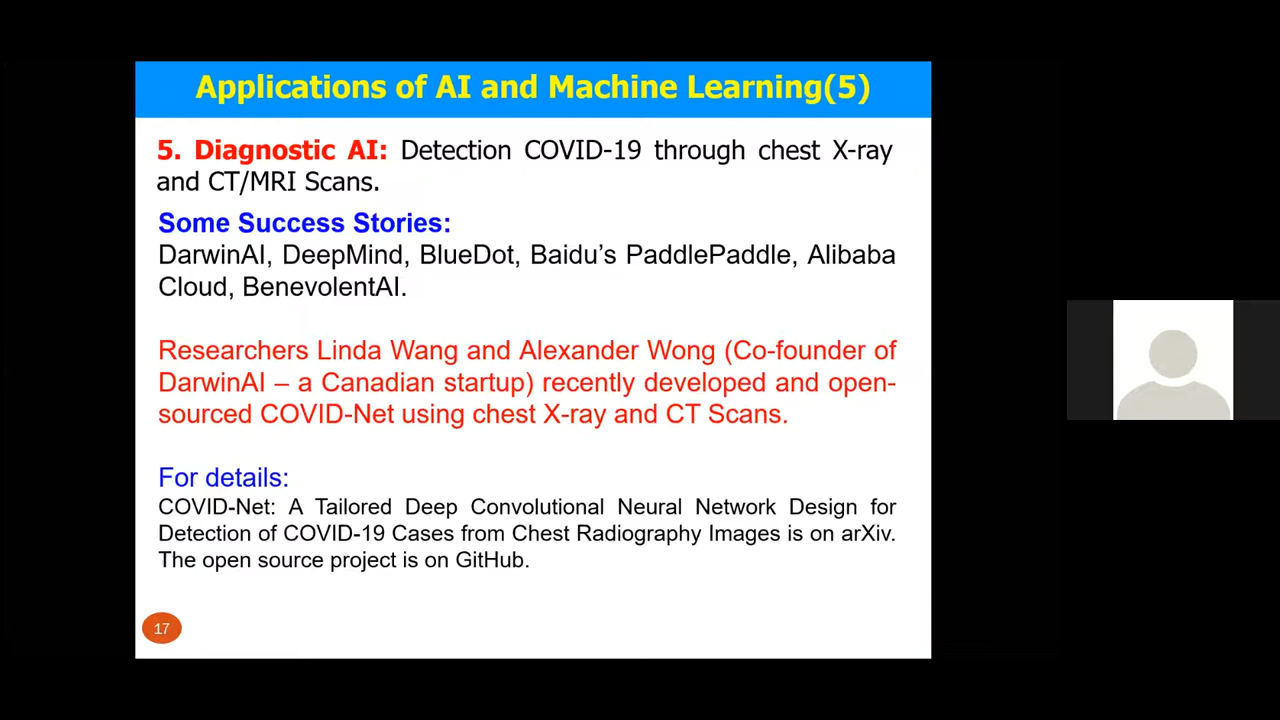 Applications of AI and Machine Learning(5)
5. Diagnostic AI: Detection COVID-19 through chest X-ray
and CT/MRI Scans.
Some Success Stories:
DarwinAI, DeepMind, BlueDot, Baidu’s PaddlePaddle, Alibaba
Cloud, BenevolentAI.
Researchers Linda Wang and Alexander Wong (Co-founder of
DarwinAI – a Canadian startup) recently developed and open-
sourced COVID-Net using chest X-ray and CT Scans.
For details:
COVID-Net: A Tailored Deep Convolutional Neural Network Design for
Detection of COVID-19 Cases from Chest Radiography Images is on arXiv.
The open source project is on GitHub.
17